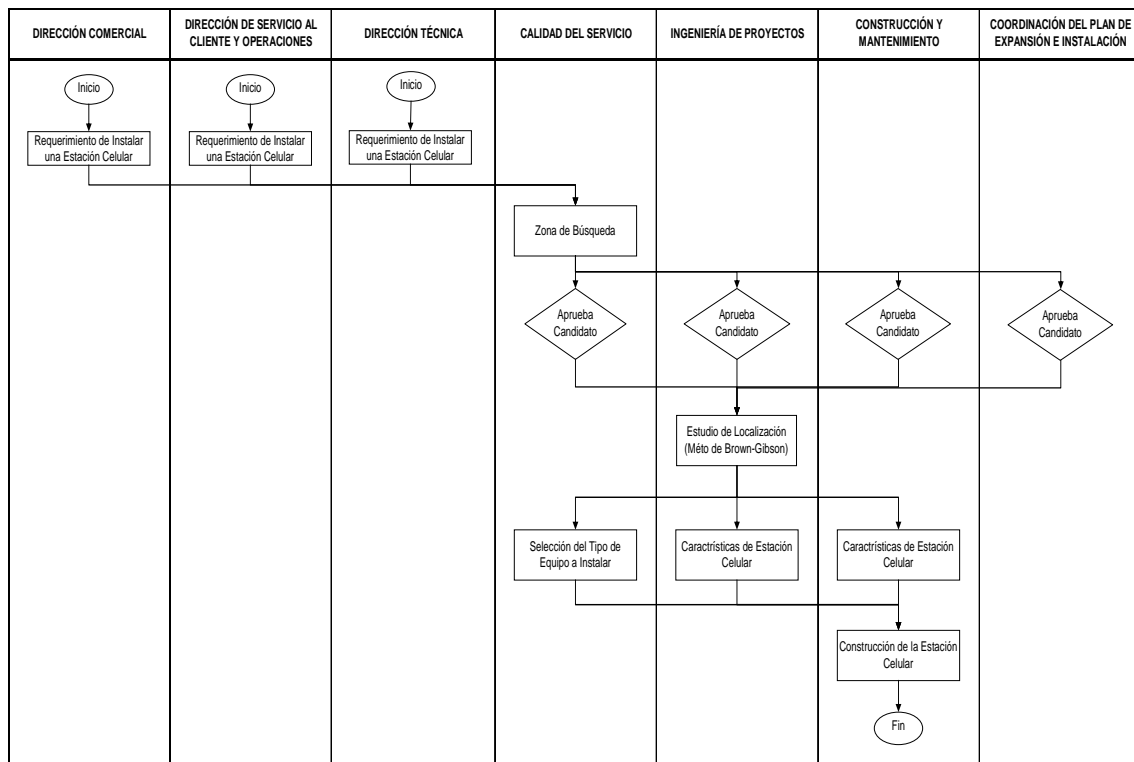 DIRECCIÓN COMERCIAL
DIRECCIÓN DE SERVICIO AL
CLIENTE Y OPERACIONES
DIRECCIÓN TÉCNICA
CALIDAD DEL SERVICIO
INGENIERÍA DE PROYECTOS
CONSTRUCCIÓN Y
MANTENIMIENTO
COORDINACIÓN DEL PLAN DE
EXPANSIÓN E INSTALACIÓN
Inicio
Inicio
Inicio
Requerimiento de Instalar
una Estación Celular
Requerimiento de Instalar
una Estación Celular
Requerimiento de Instalar
una Estación Celular
Zona de Búsqueda
Aprueba
Candidato
Aprueba
Candidato
Aprueba
Candidato
Aprueba
Candidato
Estudio de Localización
(Méto de Brown-Gibson)
Selección del Tipo de
Equipo a Instalar
Caractrísticas de Estación
Celular
Caractrísticas de Estación
Celular
Construcción de la Estación
Celular
Fin